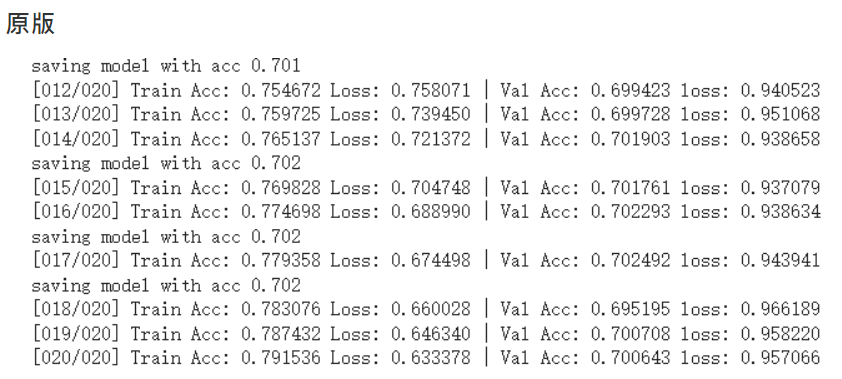 原版
saving model with acc 0.701
[012/020] Train Acc: 0.754672 Loss: 0.758071 | Val Acc: 0.699423 loss: 0.940523
[013/020] Train Acc: 0.759725 Loss: 0.739450 | Val Acc: 0.699728 loss: 0.951068
[014/020] Train Acc: 0.765137 Loss: 0.721372 | Val Acc: 0.701903 loss: 0.938658
saving model with acc 0.702
[015/020] Train Acc: 0.769828 Loss: 0.704748 | Val Acc: 0.701761 loss: 0.937079
[016/020] Train Acc: 0.774698 Loss: 0.688990 | Val Acc: 0.702293 loss: 0.938634
saving model with acc 0.702
[017/020] Train Acc: 0.779358 Loss: 0.674498 | Val Acc: 0.702492 loss: 0.943941
saving model with acc 0.702
[018/020] Train Acc: 0.783076 Loss: 0.660028 | Val Acc: 0.695195 loss: 0.966189
[019/020] Train Acc: 0.787432 Loss: 0.646340 | Val Acc: 0.700708 loss: 0.958220
[020/020] Train Acc: 0.791536 Loss: 0.633378 | Val Acc: 0.700643 loss: 0.957066